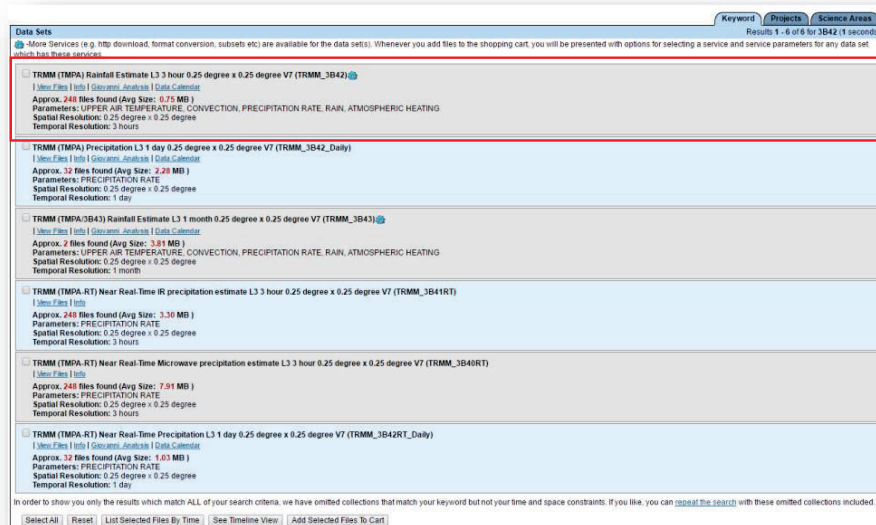 Keyword Projects Science Areas
Data Sets Results 1 - 6 of 6 for 3B42 (1 seconds
-More Services (e.g. http download, format conversion, subsets etc) are available for the data set(s). Whenever you add files to the shopping cart, you will be presented with options for selecting a service and service parameters for any data set
which has these services.
TRMM (TMPA) Rainfall Estimate L3 3 hour 0.25 degree x 0.25 degree V7 (TRMM_3B42)
| View Files | Info | Giovanni Analysis | Data Calendar
Approx. 248 files found (Avg Size: 0.75 MB )
Parameters: UPPER AIR TEMPERATURE, CONVECTION, PRECIPITATION RATE, RAIN, ATMOSPHERIC HEATING
Spatial Resolution: 0.25 degree x 0.25 degree
Temporal Resolution: 3 hours
TRMM (TMPA) Precipitation L3 1 day 0.25 degree x 0.25 degree V7 (TRMM_3B42_Daily)
| View Files | Info | Giovanni Analysis | Data Calendar
Approx. 32 files found (Avg Size: 2.28 MB )
Parameters: PRECIPITATION RATE
Spatial Resolution: 0.25 degree x 0.25 degree
Temporal Resolution: 1 day
TRMM (TMPA/3B43) Rainfall Estimate L3 1 month 0.25 degree x 0.25 degree V7 (TRMM_3B43)
| View Files | Info | Giovanni Analysis | Data Calendar
Approx. 2 files found (Avg Size: 3.81 MB )
Parameters: UPPER AIR TEMPERATURE, CONVECTION, PRECIPITATION RATE, RAIN, ATMOSPHERIC HEATING
Spatial Resolution: 0.25 degree x 0.25 degree
Temporal Resolution: 1 month
TRMM (TMPA-RT) Near Real-Time IR precipitation estimate L3 3 hour 0.25 degree x 0.25 degree V7 (TRMM_3B41RT)
| View Files | Info
Approx. 248 files found (Avg Size: 3.30 MB )
Parameters: PRECIPITATION RATE
Spatial Resolution: 0.25 degree x 0.25 degree
Temporal Resolution: 3 hours
TRMM (TMPA-RT) Near Real-Time Microwave precipitation estimate L3 3 hour 0.25 degree x 0.25 degree V7 (TRMM_3B40RT)
| View Files | Info
Approx. 248 files found (Avg Size: 7.91 MB )
Parameters: PRECIPITATION RATE
Spatial Resolution: 0.25 degree x 0.25 degree
Temporal Resolution: 3 hours
TRMM (TMPA-RT) Near Real-Time Precipitation L3 1 day 0.25 degree x 0.25 degree V7 (TRMM_3B42RT_Daily)
| View Files | Info | Giovanni Analysis | Data Calendar
Approx. 32 files found (Avg Size: 1.03 MB )
Parameters: PRECIPITATION RATE
Spatial Resolution: 0.25 degree x 0.25 degree
Temporal Resolution: 1 day
In order to show you only the results which match ALL of your search criteria, we have omitted collections that match your keyword but not your time and space constraints. If you like, you can repeat the search with these omitted collections included.
Select All Reset List Selected Files By Time See Timeline View Add Selected Files To Cart